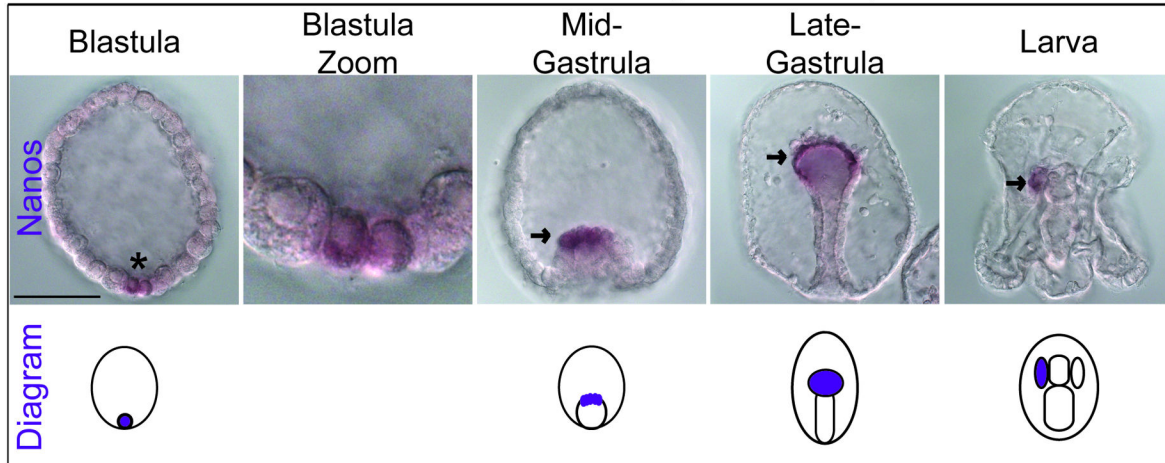 Blastula
Blastula
Zoom
Mid-
Gastrula
Late-
Gastrula
Larva
Nanos
*
Diagram